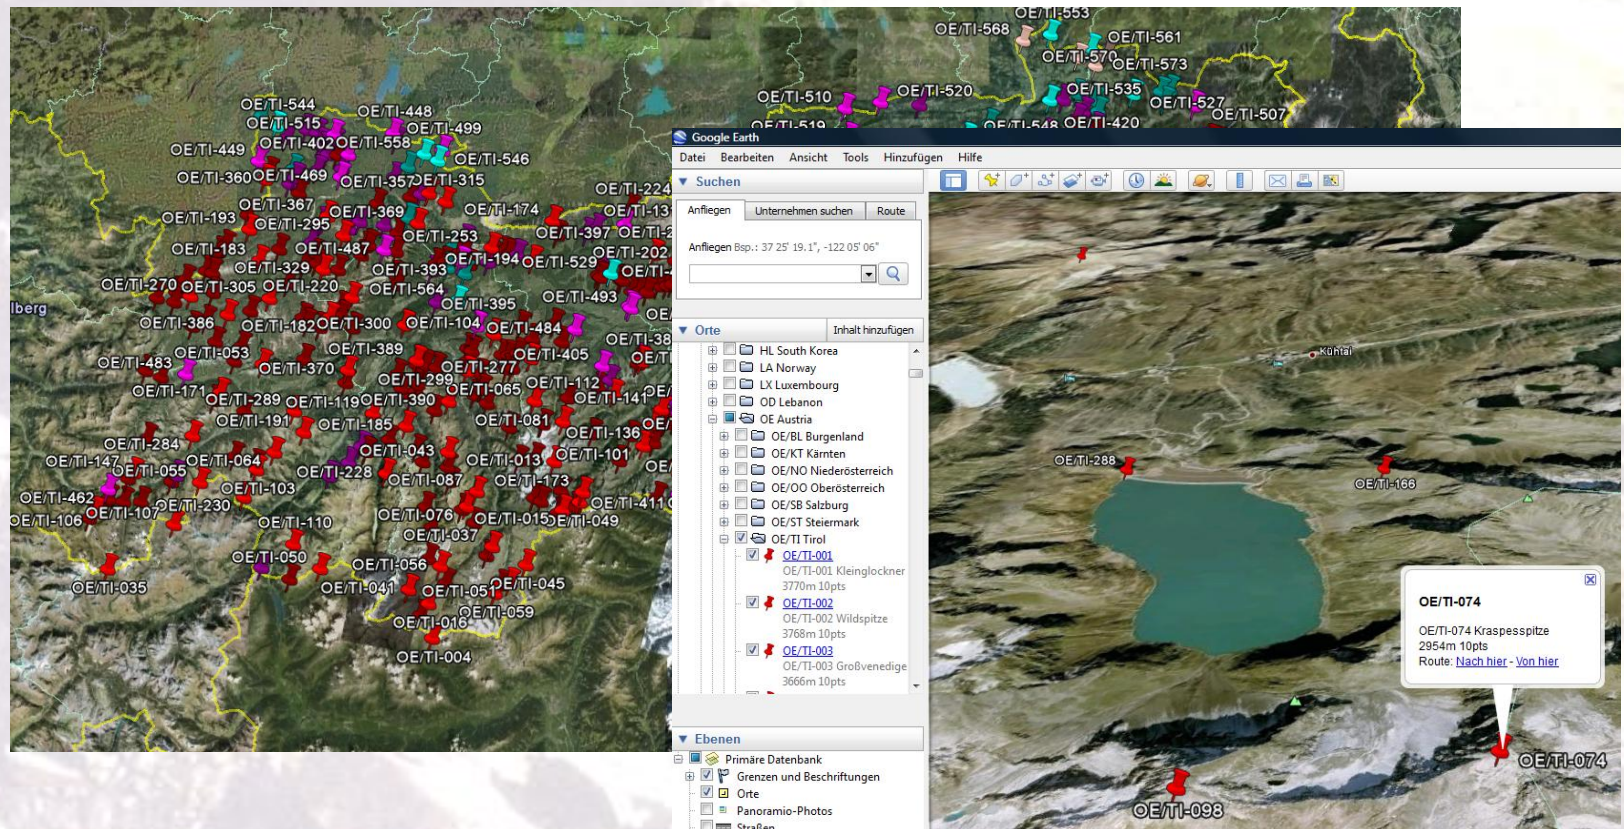 OE/TI-553
OE/TI-568
OE/TI-561
OE/TI-570
OE/TI-573
OE/TI-510
OE/TI-520
OE/TI-535
OE/TI-527
OE/TI-507
OE/TI-519
OE/TI-548
OE/TI-420
OE/TI-544
OE/TI-448
OE/TI-515
OE/TI-499
OE/TI-449
OE/TI-402
OE/TI-558
OE/TI-546
OE/TI-360
OE/TI-469
OE/TI-357
OE/TI-315
OE/TI-224
OE/TI-367
OE/TI-193
OE/TI-295
OE/TI-369
OE/TI-174
OE/TI-131
OE/TI-183
OE/TI-487
OE/TI-253
OE/TI-397
OE/TI-329
OE/TI-393
OE/TI-194
OE/TI-529
OE/TI-202
OE/TI-270
OE/TI-305
OE/TI-220
OE/TI-564
OE/TI-395
OE/TI-493
lberg
OE/TI-386
OE/TI-182
OE/TI-300
OE/TI-104
OE/TI-484
OE/TI-483
OE/TI-053
OE/TI-370
OE/TI-389
OE/TI-277
OE/TI-405
OE/TI-171
OE/TI-289
OE/TI-119
OE/TI-390
OE/TI-299
OE/TI-065
OE/TI-112
OE/TI-141
OE/TI-191
OE/TI-185
OE/TI-081
OE/TI-136
OE/TI-284
OE/TI-147
OE/TI-055
OE/TI-064
OE/TI-228
OE/TI-043
OE/TI-013
OE/TI-101
OE/TI-462
OE/TI-103
OE/TI-087
OE/TI-173
OE/TI-106
OE/TI-107
OE/TI-230
OE/TI-110
OE/TI-076
OE/TI-015
OE/TI-049
OE/TI-411
OE/TI-037
OE/TI-050
OE/TI-056
OE/TI-035
OE/TI-041
OE/TI-051
OE/TI-045
OE/TI-059
OE/TI-016
OE/TI-004
Google Earth
Datei Bearbeiten Ansicht Tools Hinzufügen Hilfe
Suchen
Anfliegen Unternehmen suchen Route
Anfliegen Bsp.: 37 25' 19.1", -122 05' 06"
Orte Inhalt hinzufügen
HL South Korea
LA Norway
LX Luxembourg
OD Lebanon
OE Austria
OE/BL Burgenland
OE/KT Kärnten
OE/NO Niederösterreich
OE/OO Oberösterreich
OE/SB Salzburg
OE/ST Steiermark
OE/TI Tirol
OE/TI-001
OE/TI-001 Kleinglockner
3770m 10pts
OE/TI-002
OE/TI-002 Wildspitze
3768m 10pts
OE/TI-003
OE/TI-003 Großvenedige
3666m 10pts
Ebenen
Primäre Datenbank
Grenzen und Beschriftungen
Orte
Panoramio-Photos
Straßen
Kühtai
OE/TI-288
OE/TI-166
OE/TI-074
OE/TI-074 Kraspesspitze
2954m 10pts
Route: Nach hier - Von hier
OE/TI-074
OE/TI-098